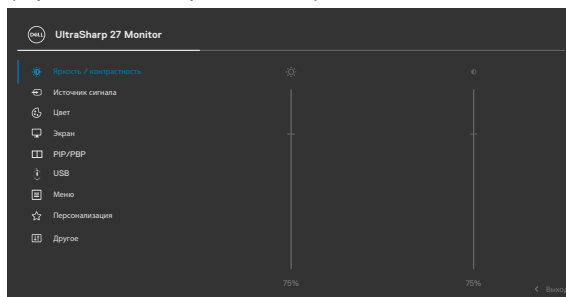 DELL UltraSharp 27 Monitor
Яркость / контрастность
Источник сигнала
Цвет
Экран
PIP/PBP
USB
Меню
Персонализация
Другое
75% 75%
Выход